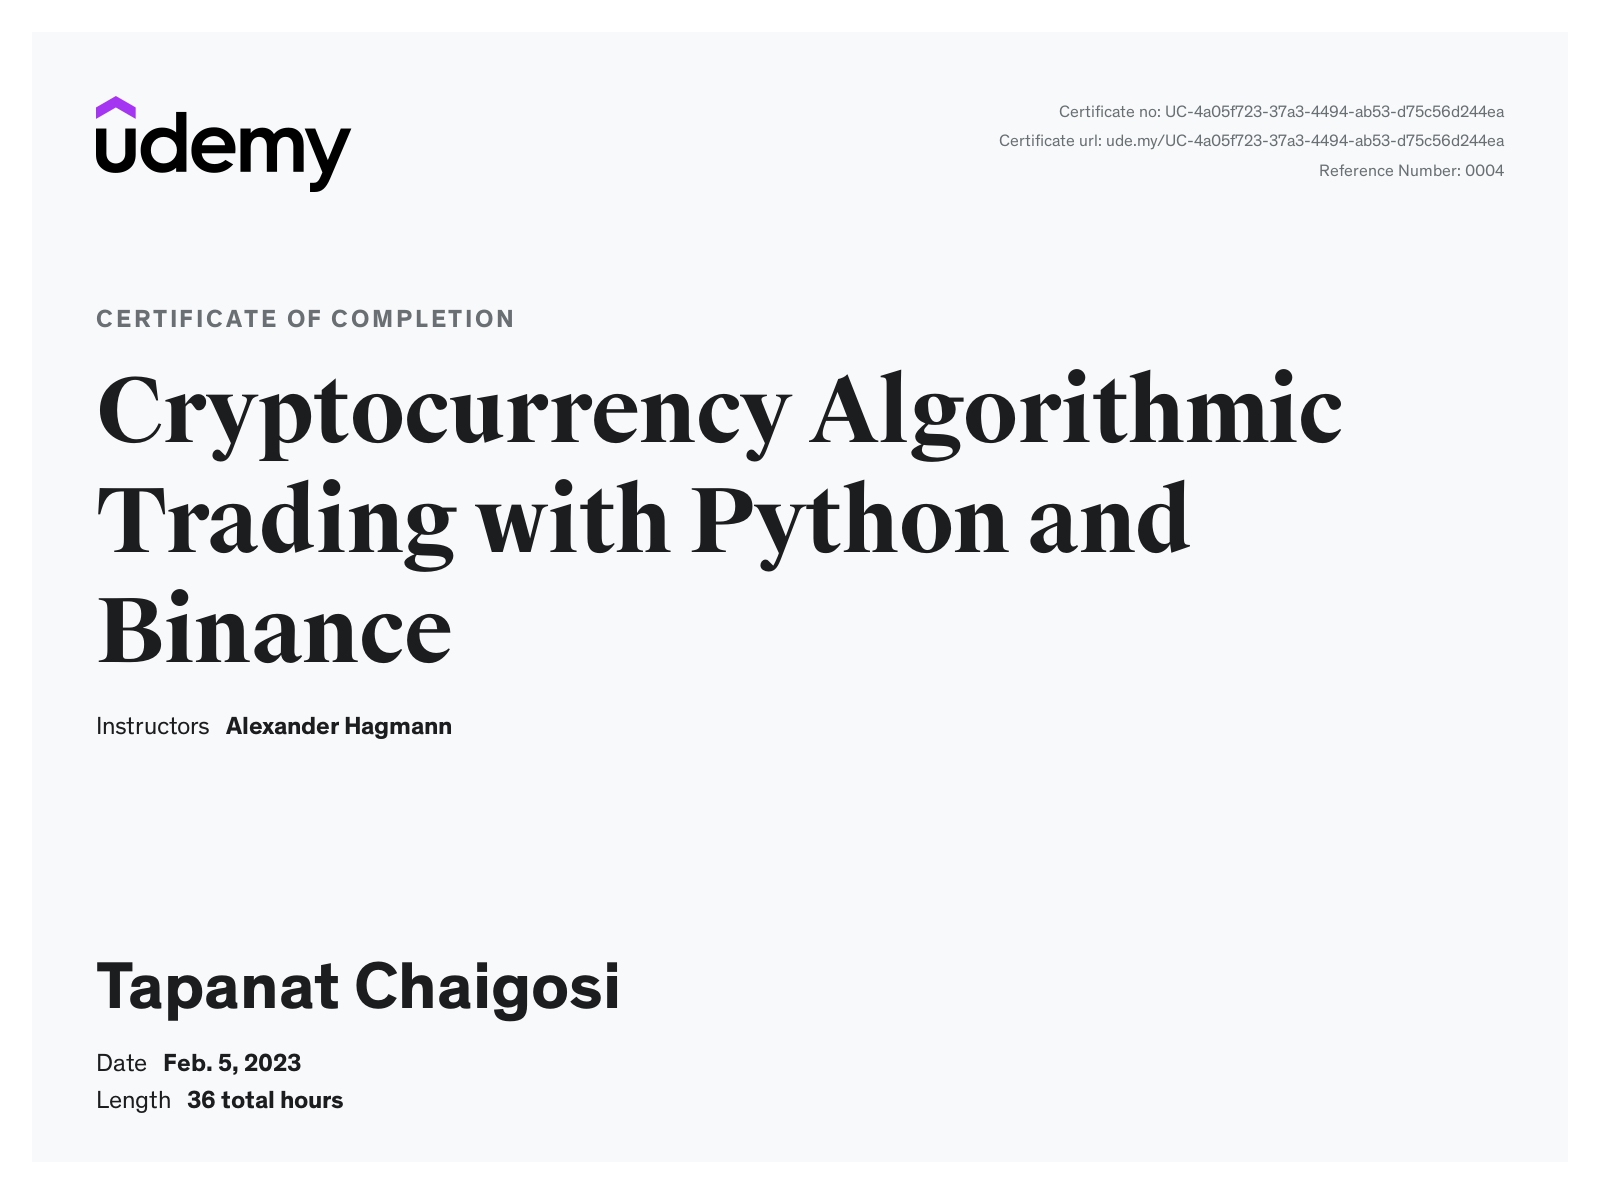 udemy
Certificate no: UC-4a05f723-37a3-4494-ab53-d75c56d244ea
Certificate url: ude.my/UC-4a05f723-37a3-4494-ab53-d75c56d244ea
Reference Number: 0004
CERTIFICATE OF COMPLETION
Cryptocurrency Algorithmic
Trading with Python and
Binance
Instructors Alexander Hagmann
Tapanat Chaigosi
Date Feb. 5, 2023
Length 36 total hours